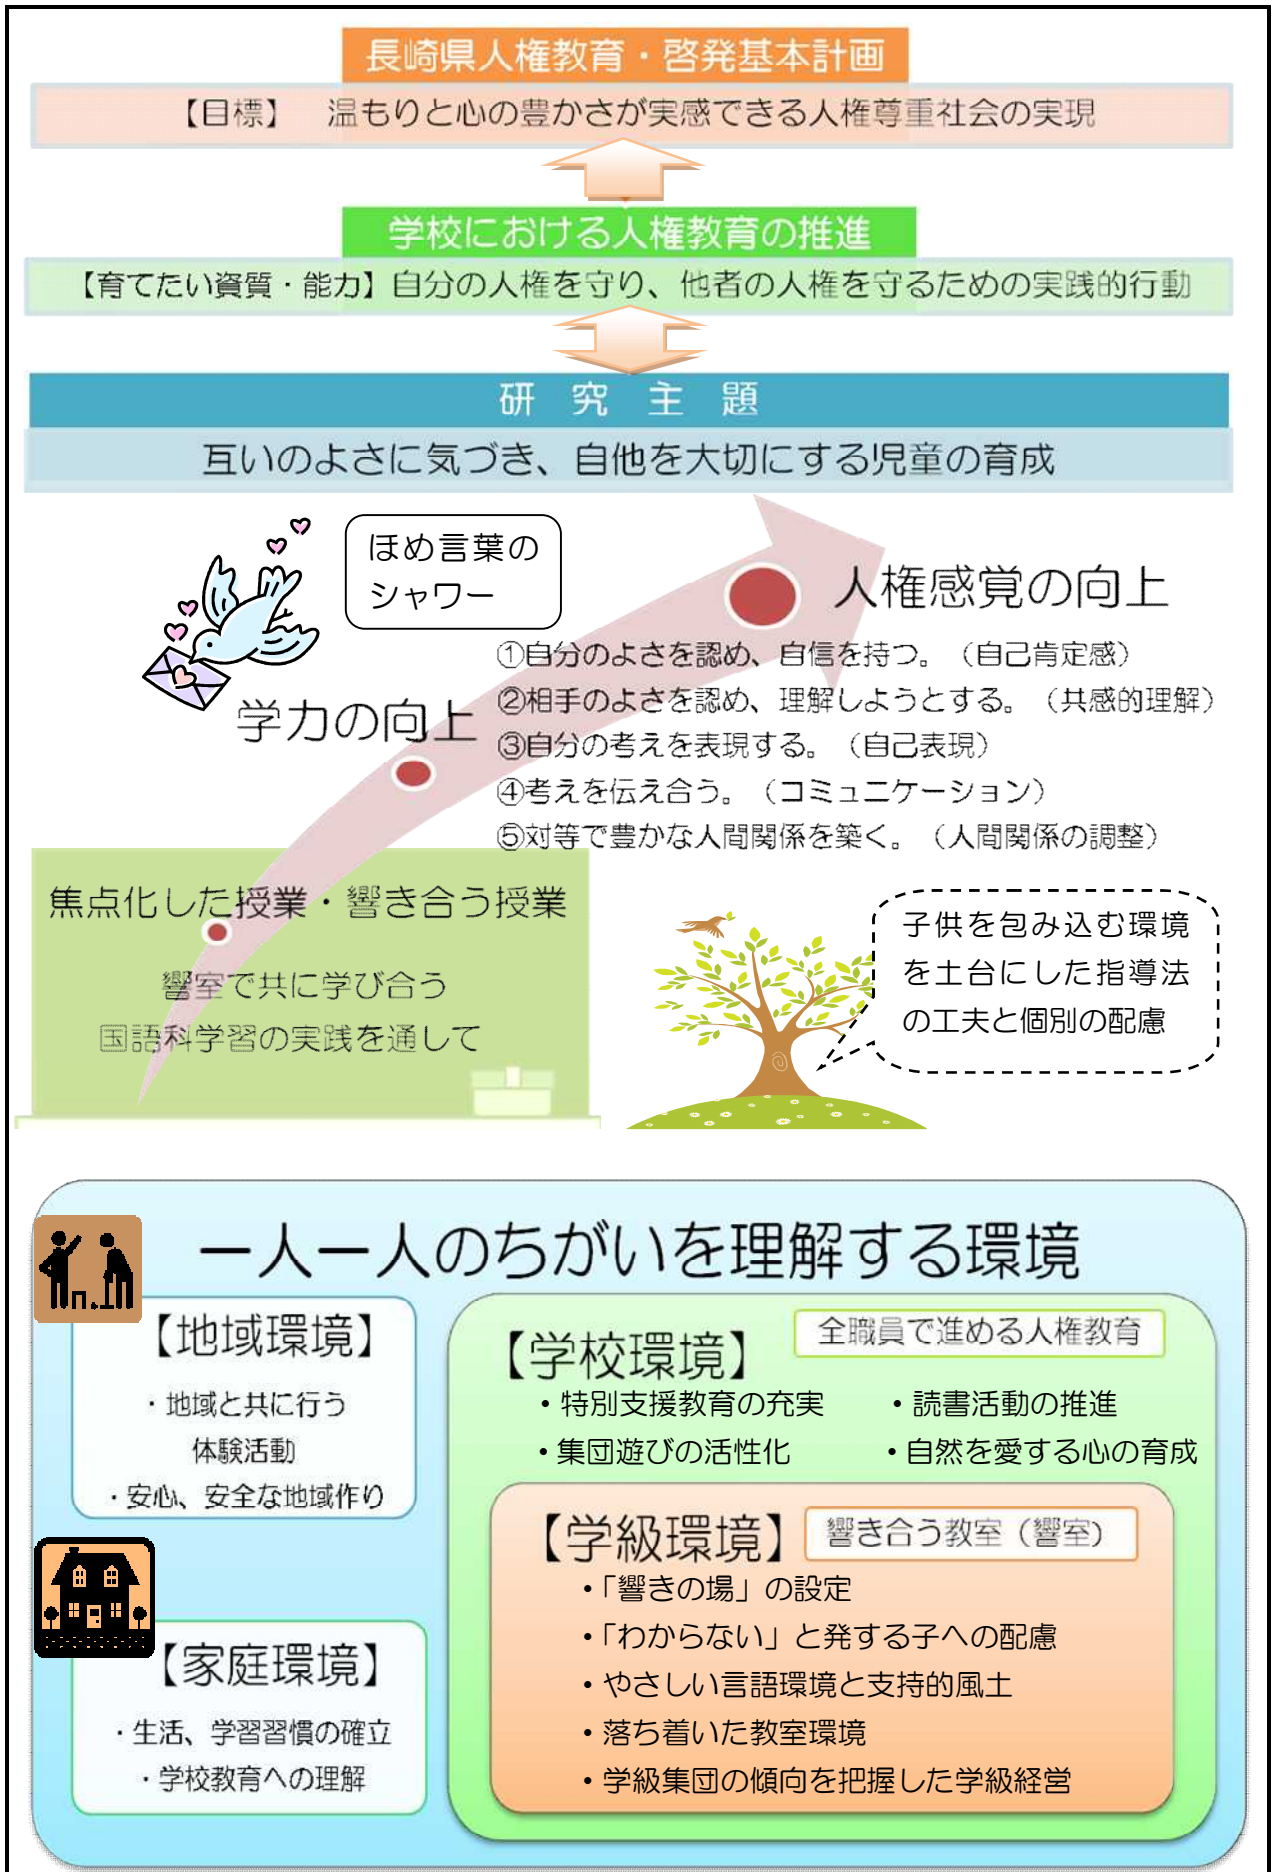 長崎県人権教育・啓発基本計画
【目標】　温もりと心の豊かさが実感できる人権尊重社会の実現
学校における人権教育の推進
【育てたい資質・能力】自分の人権を守り、他者の人権を守るための実践的行動
研　究　主　題
互いのよさに気づき、自他を大切にする児童の育成
ほめ言葉の
シャワー
人権感覚の向上
①自分のよさを認め、自信を持つ。（自己肯定感）
②相手のよさを認め、理解しようとする。（共感的理解）
③自分の考えを表現する。（自己表現）
④考えを伝え合う。（コミュニケーション）
⑤対等で豊かな人間関係を築く。（人間関係の調整）
学力の向上
焦点化した授業・響き合う授業
響室で共に学び合う
国語科学習の実践を通して
子供を包み込む環境
を土台にした指導法
の工夫と個別の配慮
一人一人のちがいを理解する環境
【地域環境】
・地域と共に行う
体験活動
・安心、安全な地域作り
【家庭環境】
・生活、学習習慣の確立
・学校教育への理解
【学校環境】
全職員で進める人権教育
・特別支援教育の充実　・読書活動の推進
・集団遊びの活性化　・自然を愛する心の育成
【学級環境】
響き合う教室（響室）
・「響きの場」の設定
・「わからない」と発する子への配慮
・やさしい言語環境と支持的風土
・落ち着いた教室環境
・学級集団の傾向を把握した学級経営